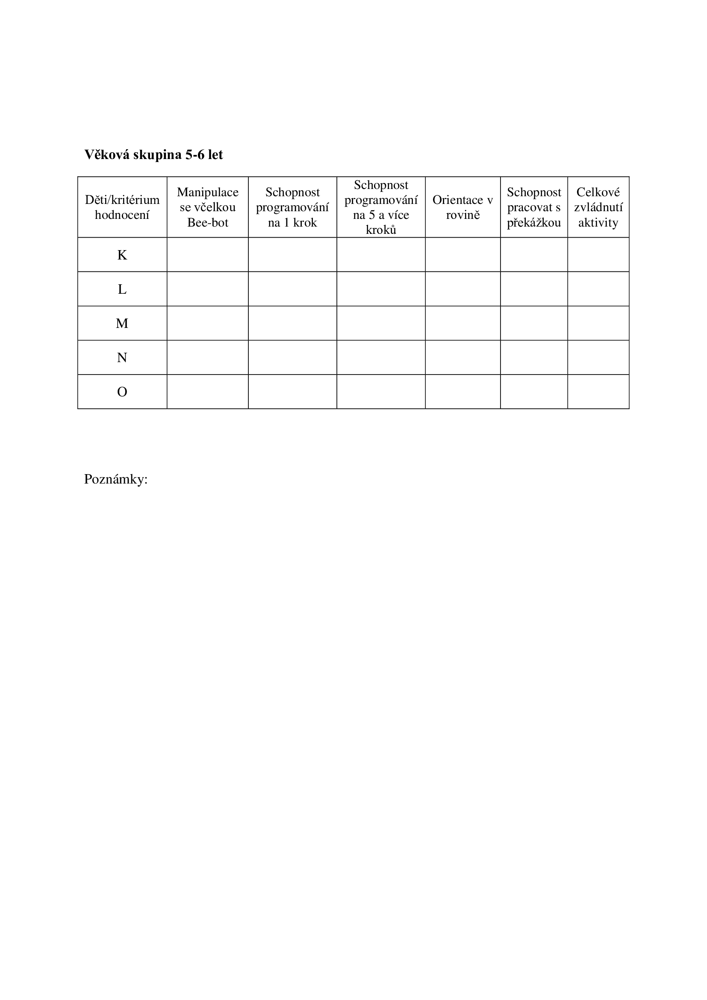 Věková skupina 5-6 let
Děti/kritérium
hodnocení
Manipulace
se včelkou
Bee-bot
Schopnost
programování
na 1 krok
Schopnost
programování
na 5 a více
kroků
Orientace v
rovině
Schopnost
pracovat s
překážkou
Celkové
zvládnutí
aktivity
K
L
M
N
O
Poznámky: